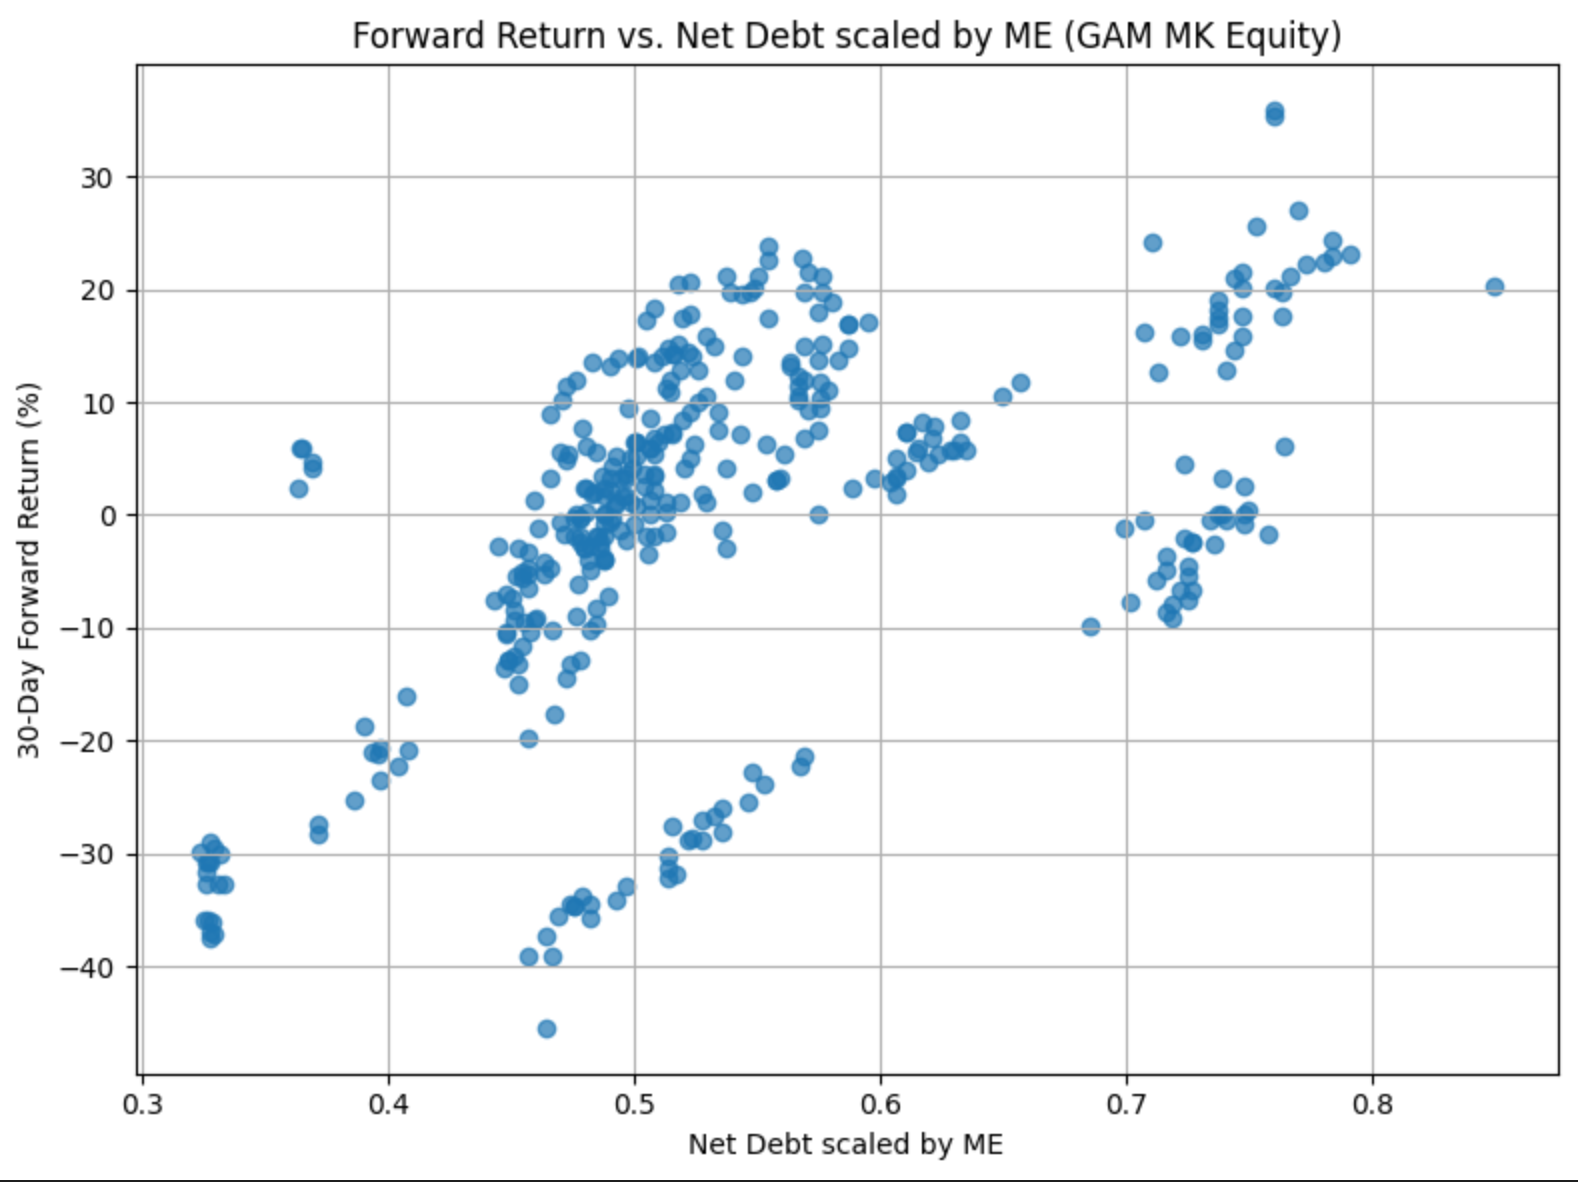 Forward Return vs. Net Debt scaled by ME (GAM MK Equity)
30-Day Forward Return (%)
30
20
10
0
−10
−20
−30
−40
0.3 0.4 0.5 0.6 0.7 0.8
Net Debt scaled by ME